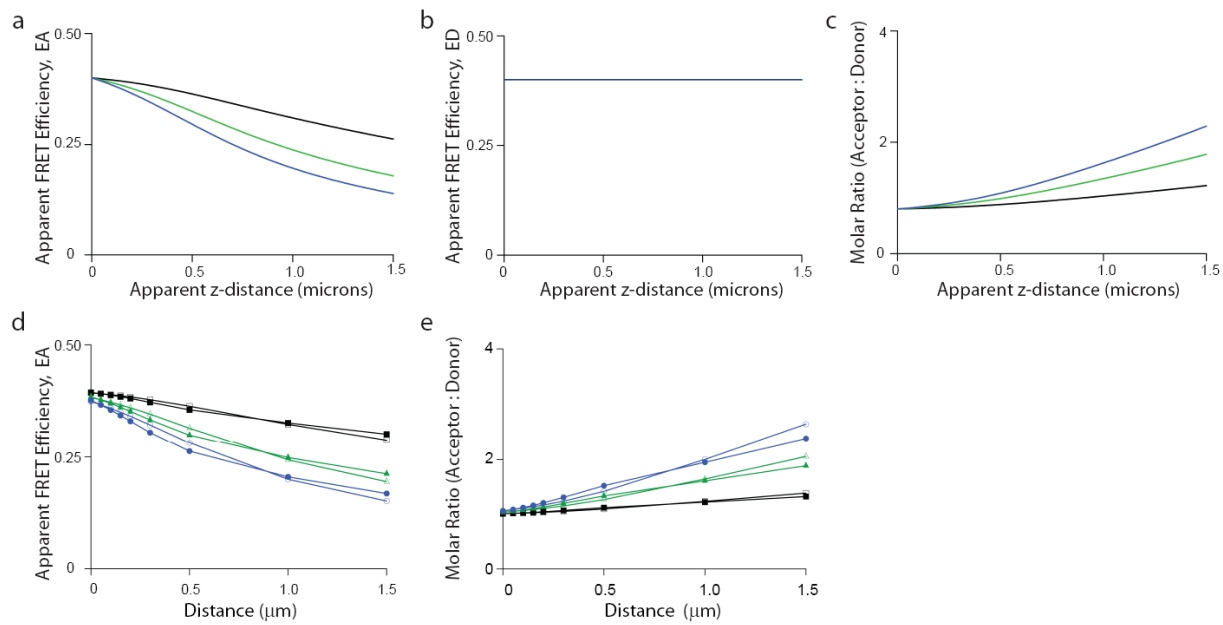 a
Apparent FRET Efficiency, EA
0.50
0.25
0
0
0.5
1.0
1.5
Apparent z-distance (microns)
b
Apparent FRET Efficiency, ED
0.50
0.25
0
0
0.5
1.0
1.5
Apparent z-distance (microns)
c
Molar Ratio (Acceptor : Donor)
4
2
0
0
0.5
1.0
1.5
Apparent z-distance (microns)
d
Apparent FRET Efficiency, EA
0.50
0.25
0
0
0.5
1.0
1.5
Distance (μm)
e
Molar Ratio (Acceptor : Donor)
4
2
0
0.0
0.5
1.0
1.5
Distance (μm)